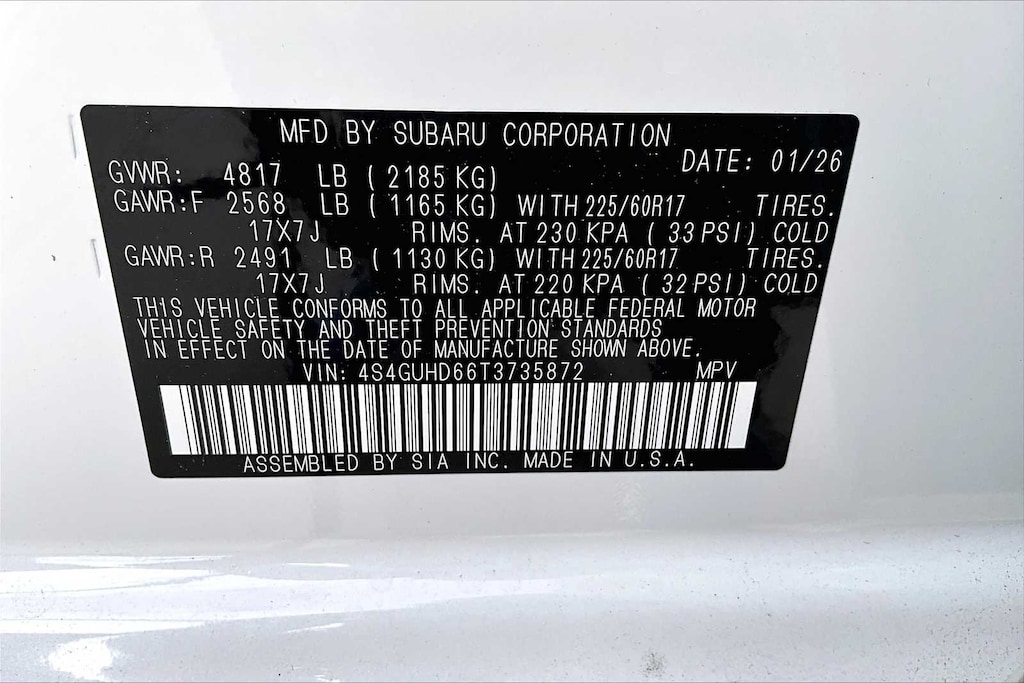 MFD BY SUBARU CORPORATION
DATE: 01/26
GVWR: 4817 LB ( 2185 KG)
GAWR:F 2568 LB ( 1165 KG) WITH 225/60R17 TIRES.
17X7J RIMS. AT 230 KPA ( 33 PSI) COLD
GAWR:R 2491 LB ( 1130 KG) WITH 225/60R17 TIRES.
17X7J RIMS. AT 220 KPA ( 32 PSI) COLD
THIS VEHICLE CONFORMS TO ALL APPLICABLE FEDERAL MOTOR
VEHICLE SAFETY AND THEFT PREVENTION STANDARDS
IN EFFECT ON THE DATE OF MANUFACTURE SHOWN ABOVE.
VIN: 4S4GUHD66T3735872 MPV
ASSEMBLED BY SIA INC. MADE IN U.S.A.